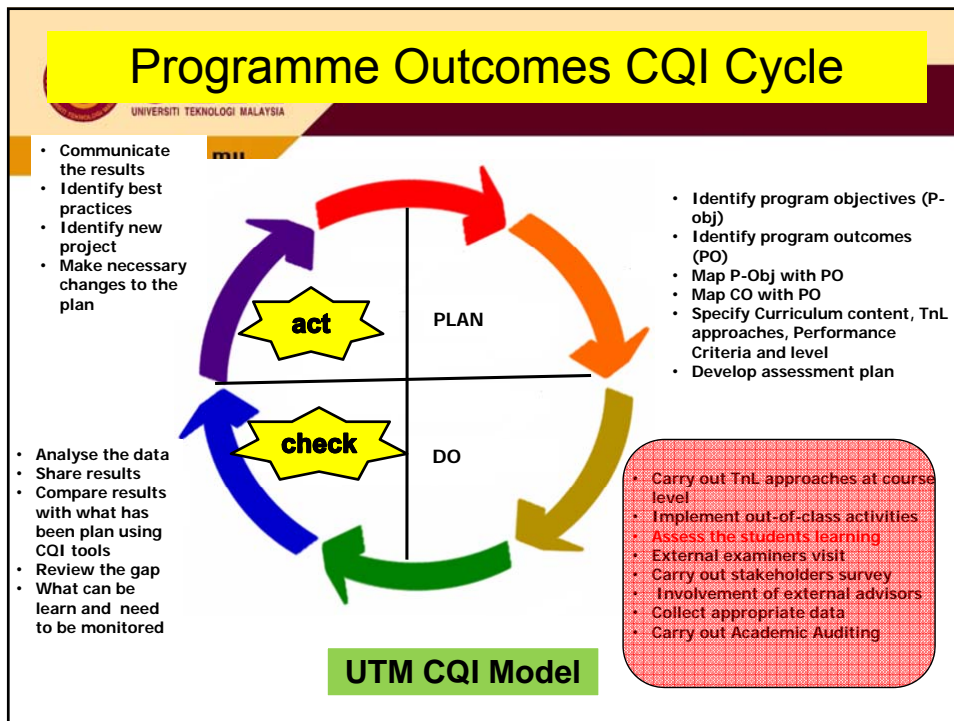 Programme Outcomes CQI Cycle
UNIVERSITI TEKNOLOGI MALAYSIA
• Communicate
the results
• Identify best
practices
• Identify new
project
• Make necessary
changes to the
plan
• Identify program objectives (P-
obj)
• Identify program outcomes
(PO)
• Map P-Obj with PO
• Map CO with PO
• Specify Curriculum content, TnL
approaches, Performance
Criteria and level
• Develop assessment plan
act
PLAN
check
DO
• Analyse the data
• Share results
• Compare results
with what has
been plan using
CQI tools
• Review the gap
• What can be
learn and need
to be monitored
• Carry out TnL approaches at course
level
• Implement out-of-class activities
• Assess the students learning
• External examiners visit
• Carry out stakeholders survey
• Involvement of external advisors
• Collect appropriate data
• Carry out Academic Auditing
UTM CQI Model